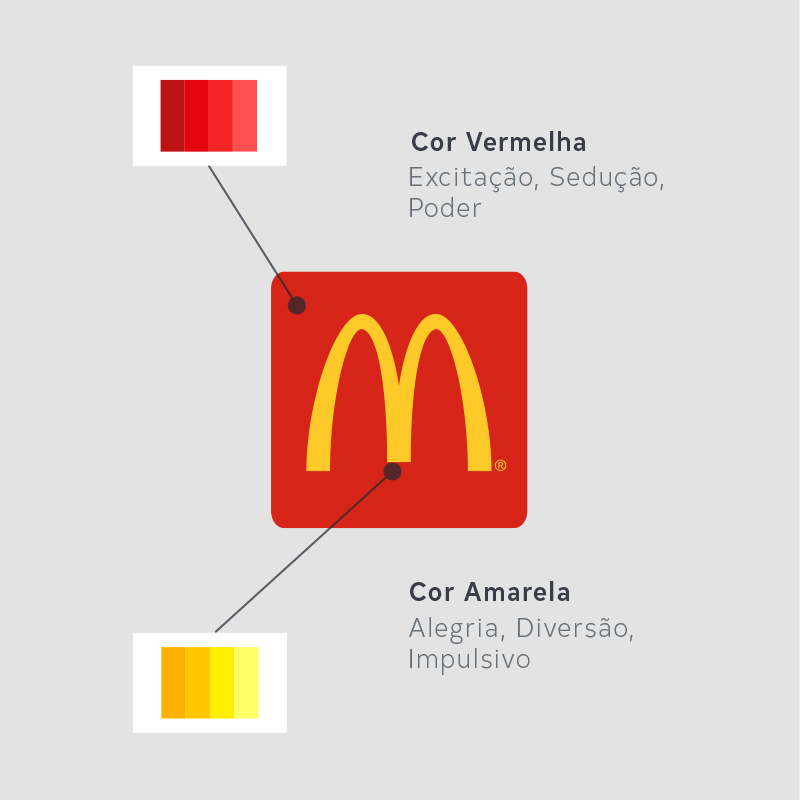 Cor Vermelha
Excitação, Sedução,
Poder
®
Cor Amarela
Alegria, Diversão,
Impulsivo